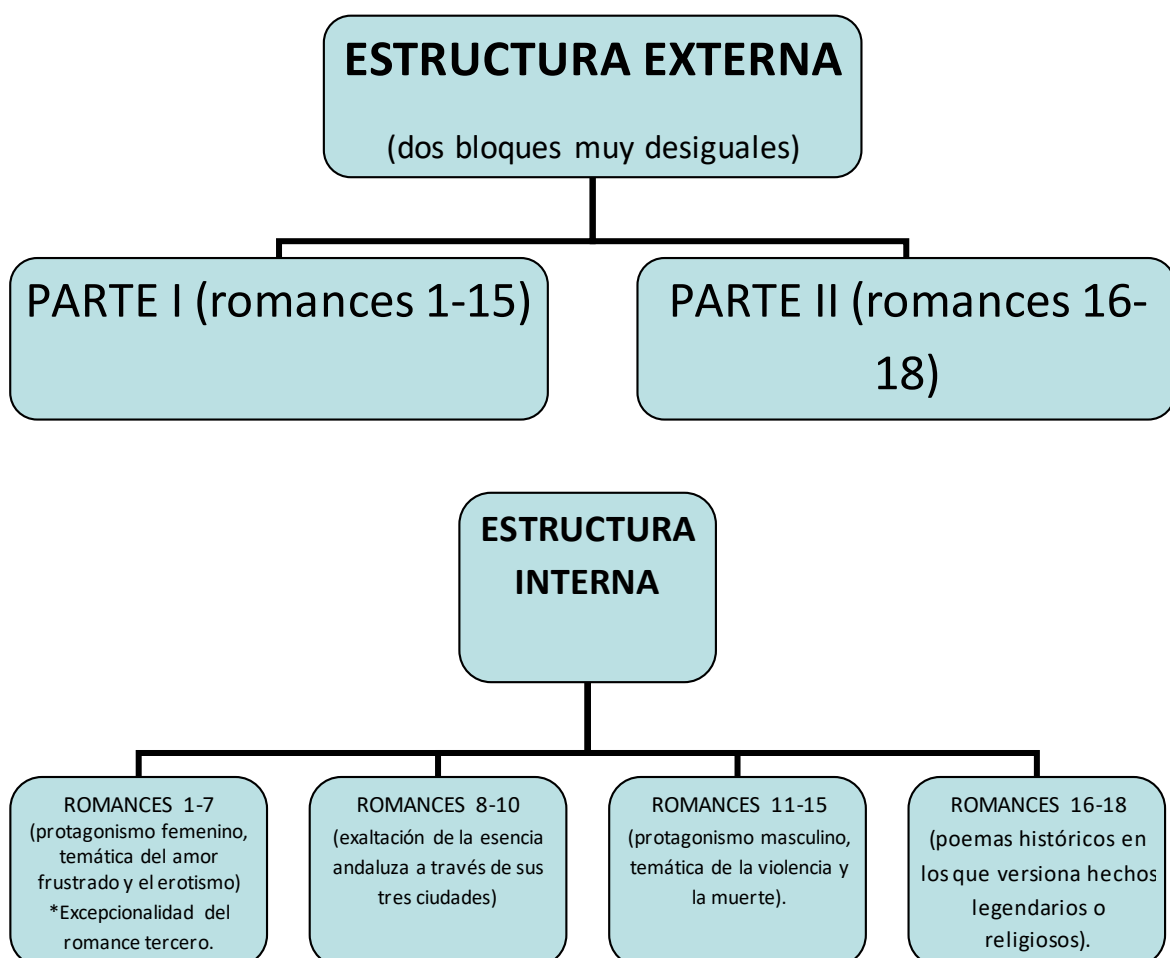 ESTRUCTURA EXTERNA
(dos bloques muy desiguales)
PARTE I (romances 1-15)
PARTE II (romances 16-
18)
ESTRUCTURA
INTERNA
ROMANCES 1-7
(protagonismo femenino,
temática del amor
frustrado y el erotismo)
*Excepcionalidad del
romance tercero.
ROMANCES 8-10
(exaltación de la esencia
andaluza a través de sus
tres ciudades)
ROMANCES 11-15
(protagonismo masculino,
temática de la violencia y
la muerte).
ROMANCES 16-18
(poemas históricos en
los que versiona hechos
legendarios o
religiosos).